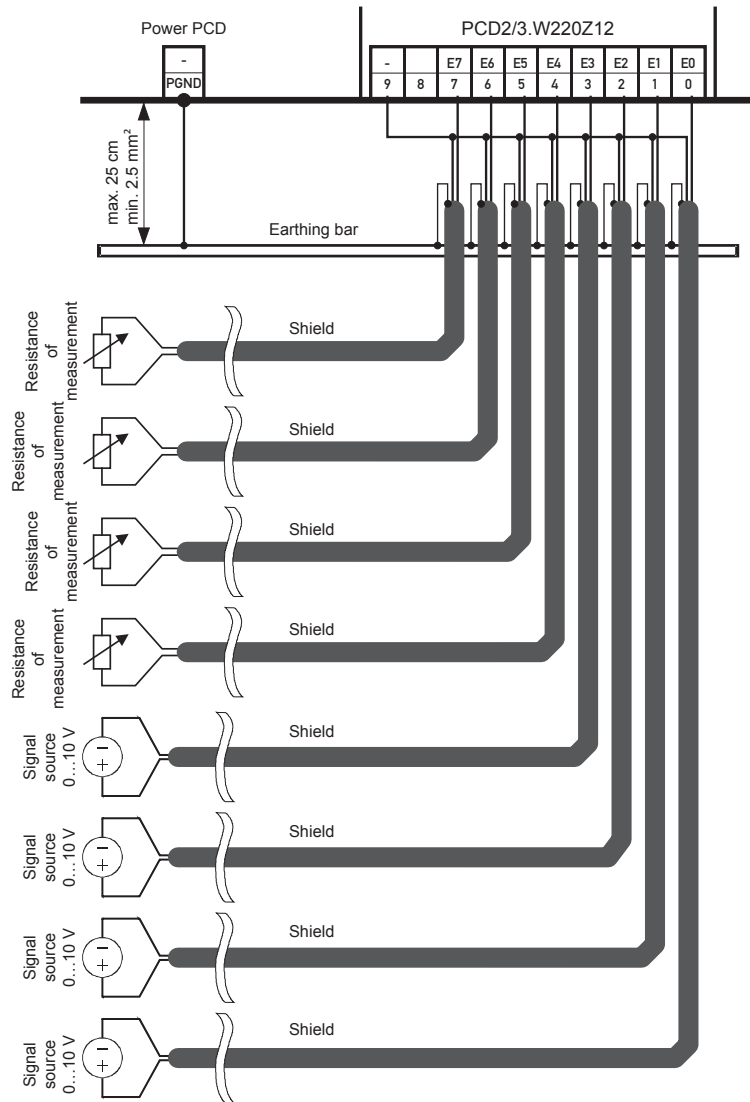 Power PCD
PCD2/3.W220Z12
-
PGND
- E7 E6 E5 E4 E3 E2 E1 E0
9 8 7 6 5 4 3 2 1 0
max. 25 cm
min. 2.5 mm²
Earthing bar
Resistance
of
measurement
Shield
Resistance
of
measurement
Shield
Resistance
of
measurement
Shield
Resistance
of
measurement
Shield
Signal
source
0...10 V
Shield
Signal
source
0...10 V
Shield
Signal
source
0...10 V
Shield
Signal
source
0...10 V
Shield